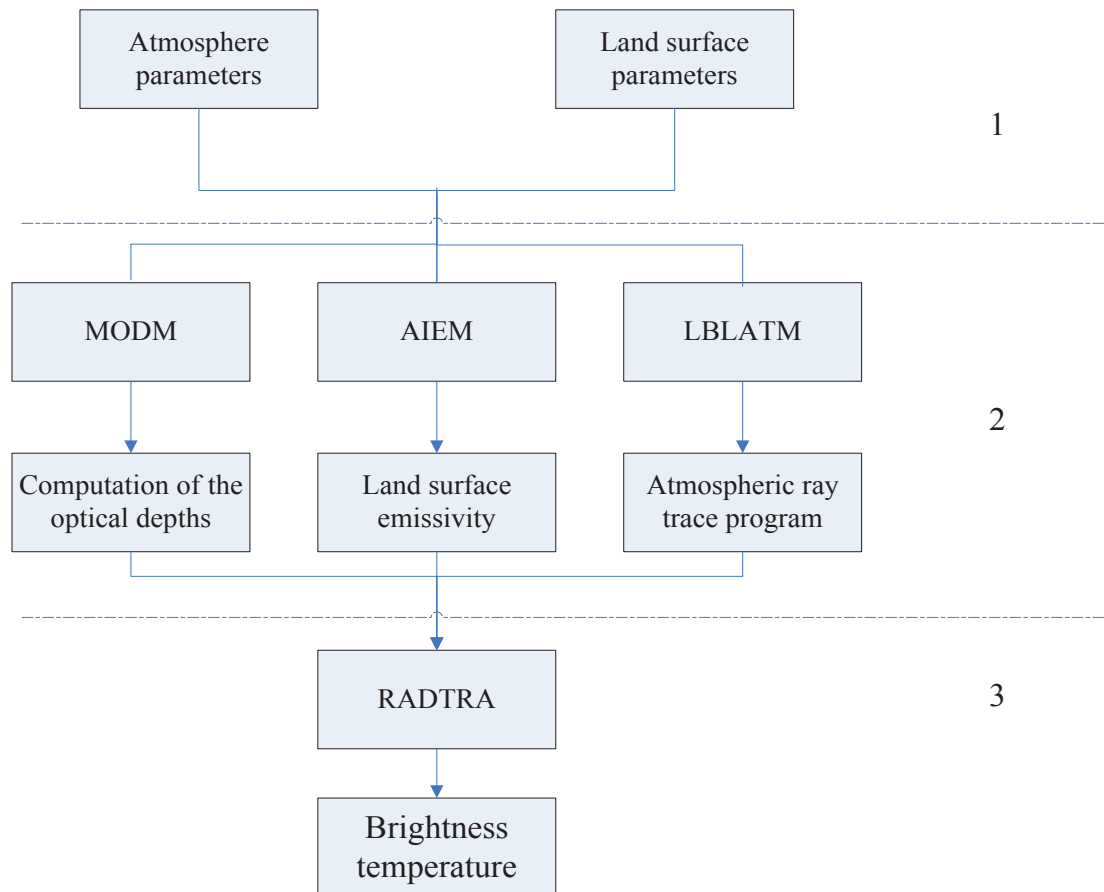 Atmosphere
parameters
Land surface
parameters
1
MODM
AIEM
LBLATM
2
Computation of the
optical depths
Land surface
emissivity
Atmospheric ray
trace program
RADTRA
3
Brightness
temperature